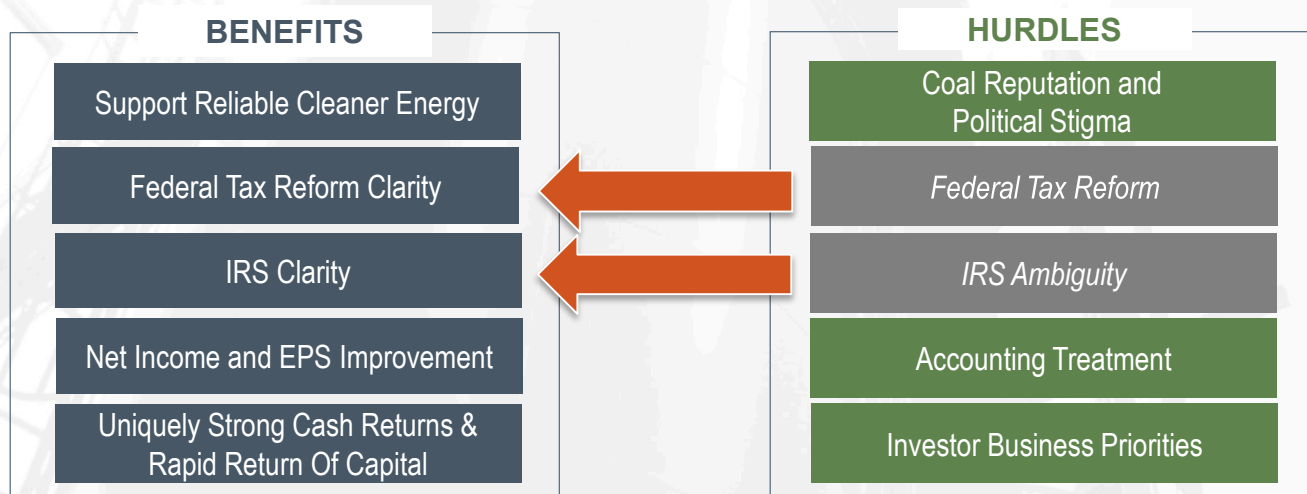 BENEFITS
Support Reliable Cleaner Energy
Federal Tax Reform Clarity
IRS Clarity
Net Income and EPS Improvement
Uniquely Strong Cash Returns &
Rapid Return Of Capital
HURDLES
Coal Reputation and
Political Stigma
Federal Tax Reform
IRS Ambiguity
Accounting Treatment
Investor Business Priorities